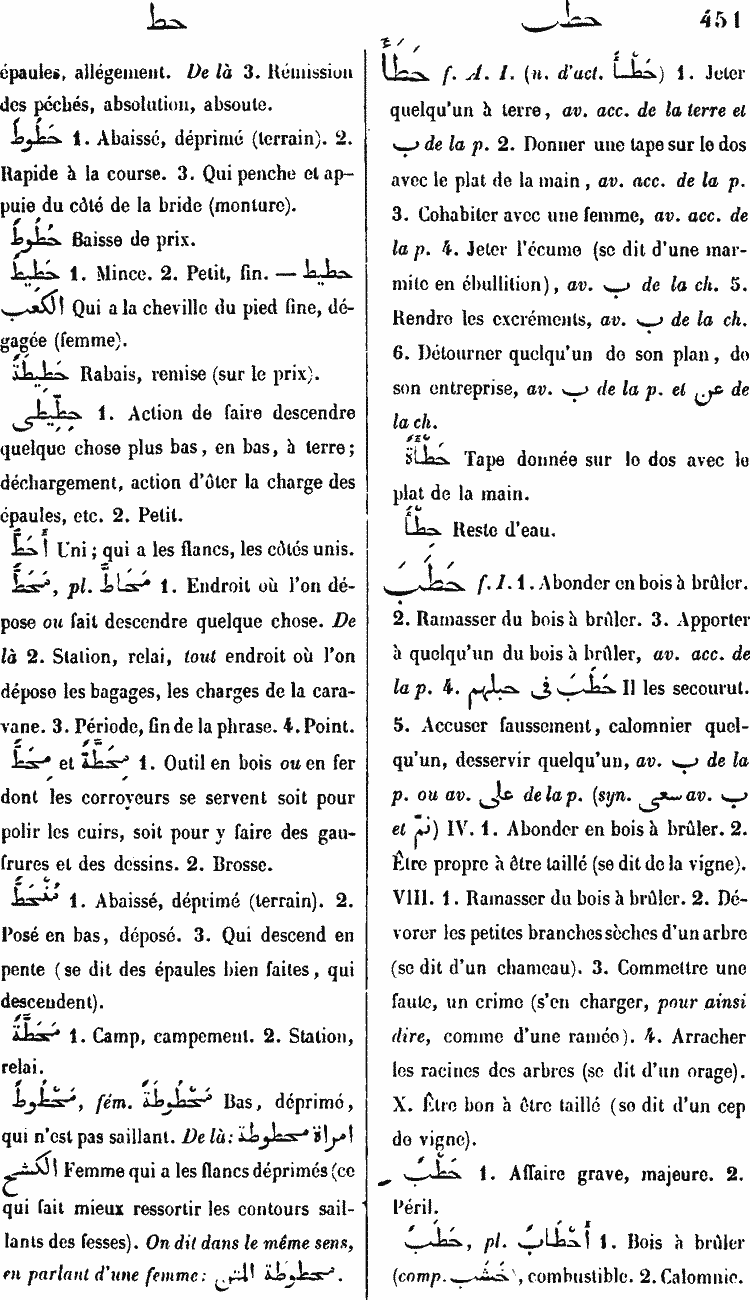 حط
حطب
451
épaules, allégement. De là 3. Rémission
des péchés, absolution, absoute.
حَطُوطٌ 1. Abaissé, déprimé (terrain). 2.
Rapide à la course. 3. Qui penche et ap-
puie du côté de la bride (monture).
حَطُوطٌ Baisse de prix.
حَطِيطٌ 1. Mince. 2. Petit, fin. — حطيط
الكعب Qui a la cheville du pied fine, dé-
gagée (femme).
حَطِيطَةٌ Rabais, remise (sur le prix).
حِطِّيطَى 1. Action de faire descendre
quelque chose plus bas, en bas, à terre;
déchargement, action d'ôter la charge des
épaules, etc. 2. Petit.
أَحَطُّ Uni; qui a les flancs, les côtés unis.
مَحَطٌّ, pl. مَحَاطُّ 1. Endroit où l'on dé-
pose ou fait descendre quelque chose. De
là 2. Station, relai, tout endroit où l'on
dépose les bagages, les charges de la cara-
vane. 3. Période, fin de la phrase. 4. Point.
مِحَطٌّ et مِحَطَّةٌ 1. Outil en bois ou en fer
dont les corroyeurs se servent soit pour
polir les cuirs, soit pour y faire des gau-
frures et des dessins. 2. Brosse.
مُنْحَطٌّ 1. Abaissé, déprimé (terrain). 2.
Posé en bas, déposé. 3. Qui descend en
pente (se dit des épaules bien faites, qui
descendent).
مَحَطَّةٌ 1. Camp, campement. 2. Station,
relai.
مَحْطُوطٌ, fém. مَحْطُوطَةٌ Bas, déprimé,
qui n'est pas saillant. De là: امراة محطوطة
الكشح Femme qui a les flancs déprimés (ce
qui fait mieux ressortir les contours sail-
lants des fesses). On dit dans le même sens,
en parlant d'une femme: محطوطة المتن.
حَطَأَ f. A. I. (n. d'act. حَطْأً) 1. Jeter
quelqu'un à terre, av. acc. de la terre et
ب de la p. 2. Donner une tape sur le dos
avec le plat de la main, av. acc. de la p.
3. Cohabiter avec une femme, av. acc. de
la p. 4. Jeter l'écume (se dit d'une mar-
mite en ébullition), av. ب de la ch. 5.
Rendre les excréments, av. ب de la ch.
6. Détourner quelqu'un de son plan, de
son entreprise, av. ب de la p. et عن de
la ch.
حَطْأَةٌ Tape donnée sur le dos avec le
plat de la main.
حطأ Reste d'eau.
حَطَبَ f. I. 1. Abonder en bois à brûler.
2. Ramasser du bois à brûler. 3. Apporter
à quelqu'un du bois à brûler, av. acc. de
la p. 4. حَطَبَ فى حبلهم Il les secourut.
5. Accuser faussement, calomnier quel-
qu'un, desservir quelqu'un, av. ب de la
p. ou av. على de la p. (syn. سعى av. ب
et نمّ) IV. 1. Abonder en bois à brûler. 2.
Être propre à être taillé (se dit de la vigne).
VIII. 1. Ramasser du bois à brûler. 2. Dé-
vorer les petites branches sèches d'un arbre
(se dit d'un chameau). 3. Commettre une
faute, un crime (s'en charger, pour ainsi
dire, comme d'une ramée). 4. Arracher
les racines des arbres (se dit d'un orage).
X. Être bon à être taillé (se dit d'un cep
de vigne).
حَطْبٌ 1. Affaire grave, majeure. 2.
Péril.
حَطَبٌ, pl. أَحْطَابٌ 1. Bois à brûler
(comp. خَشَبٌ, combustible. 2. Calomnie.